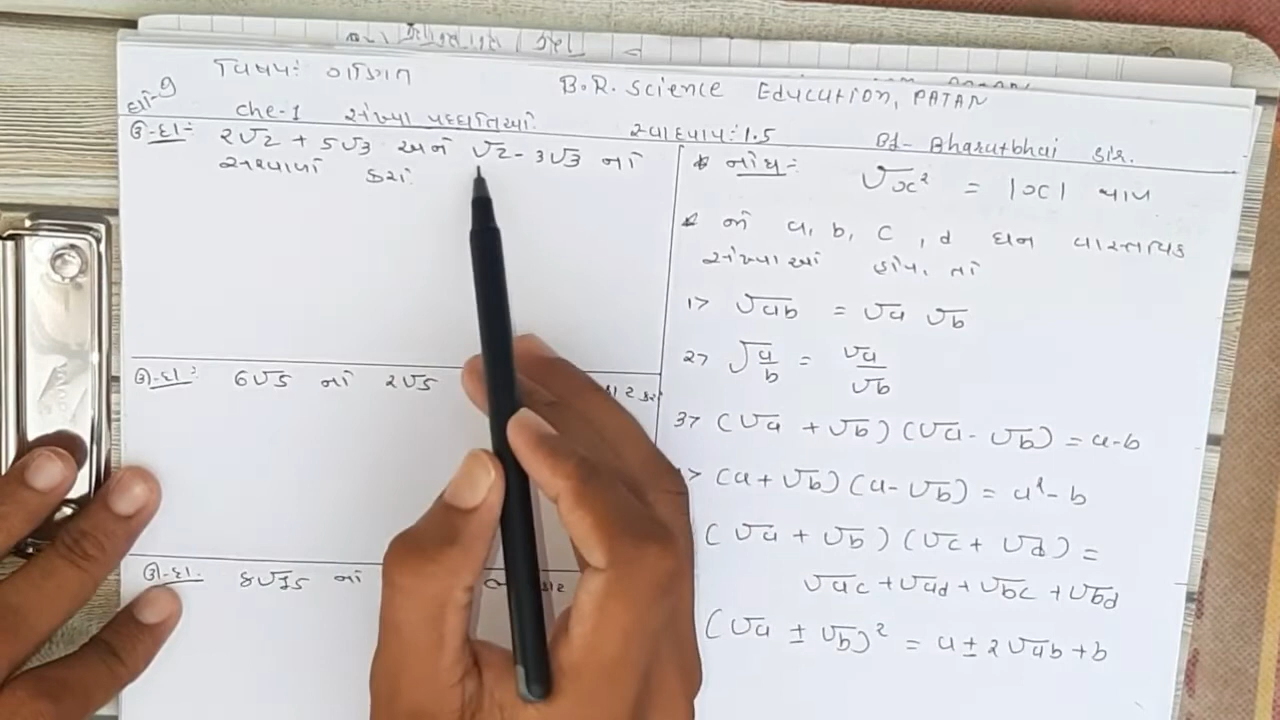 વિષય: ગણિત
B.R. Science Education, PATAN
ધો-9
Che-1 સંખ્યા પદ્ધતિઓ.
સ્વાધ્યાય: 1.5
By- Bharatbhai Sir.
ઉ-દા:- 2√2 + 5√3 અને √2 - 3√3 નો
સરવાળો કરો.
ઉ-દા: 6√5 નો 2√5
ઉ-દા. 8√15 નો
* નોંધ:- √x² = |x| થાય
* જો a, b, c, d ધન વાસ્તવિક
સંખ્યાઓ હોય. તો
1> √ab = √a √b
2> √a/b = √a/√b
3> (√a + √b) (√a - √b) = a-b
> (a + √b) (a - √b) = a² - b
(√a + √b) (√c + √d) =
√ac + √ad + √bc + √bd
(√a ± √b)² = a ± 2√ab + b